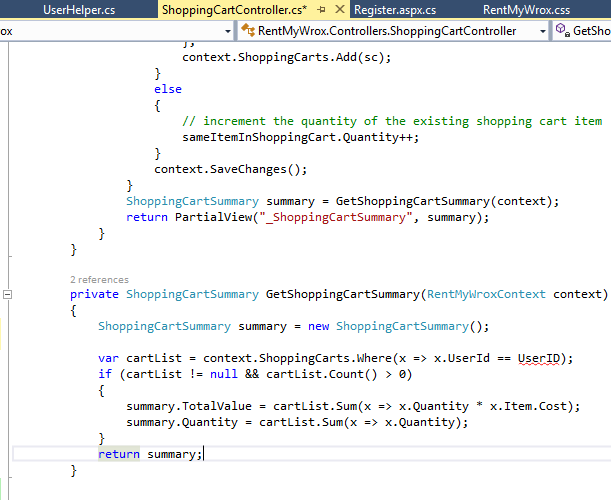 UserHelper.cs ShoppingCartController.cs* Register.aspx.cs RentMyWrox.css
ox RentMyWrox.Controllers.ShoppingCartController GetSho
};
context.ShoppingCarts.Add(sc);
}
else
{
// increment the quantity of the existing shopping cart item
sameItemInShoppingCart.Quantity++;
}
context.SaveChanges();
}
ShoppingCartSummary summary = GetShoppingCartSummary(context);
return PartialView("_ShoppingCartSummary", summary);
}
}
2 references
private ShoppingCartSummary GetShoppingCartSummary(RentMyWroxContext context)
{
ShoppingCartSummary summary = new ShoppingCartSummary();
var cartList = context.ShoppingCarts.Where(x => x.UserId == UserID);
if (cartList != null && cartList.Count() > 0)
{
summary.TotalValue = cartList.Sum(x => x.Quantity * x.Item.Cost);
summary.Quantity = cartList.Sum(x => x.Quantity);
}
return summary;
}